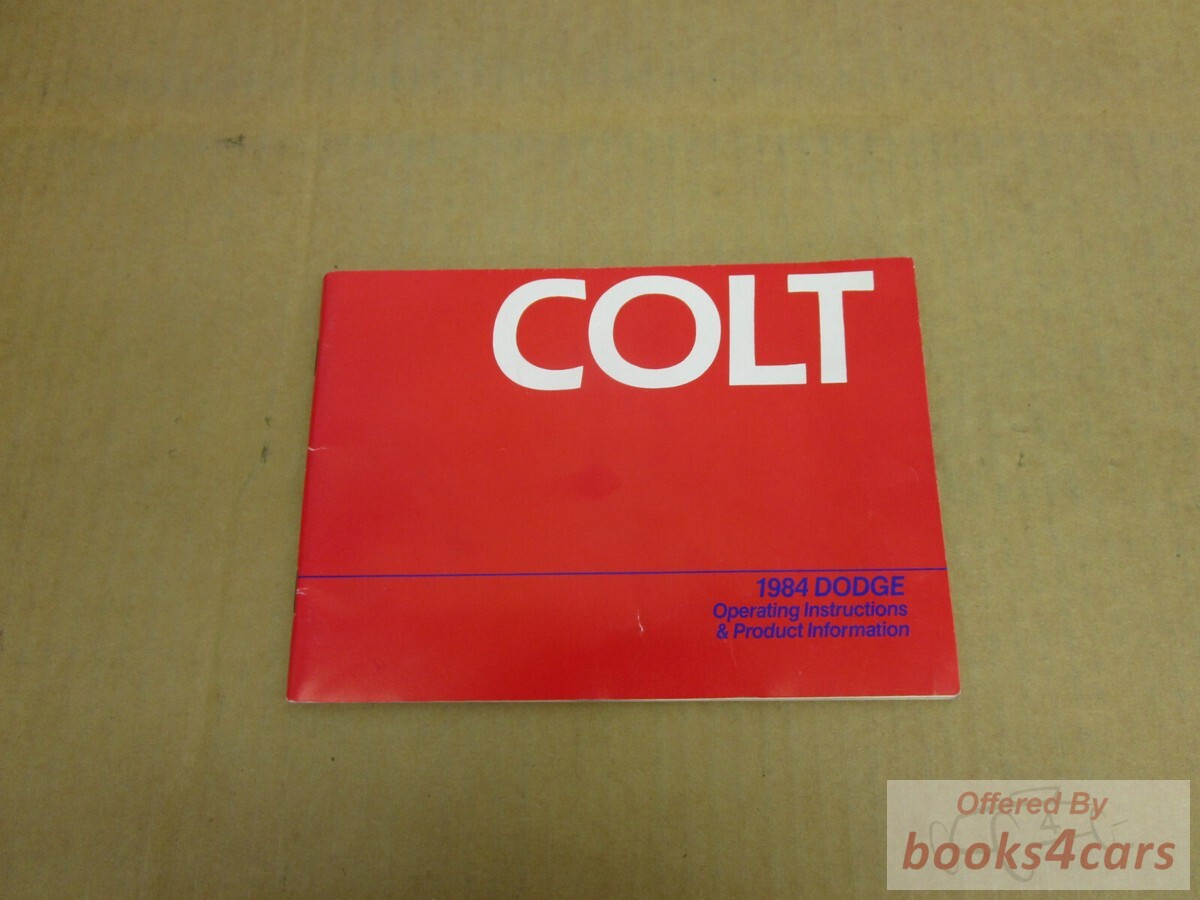 COLT
1984 DODGE
Operating Instructions
& Product Information
Offered By
books4cars